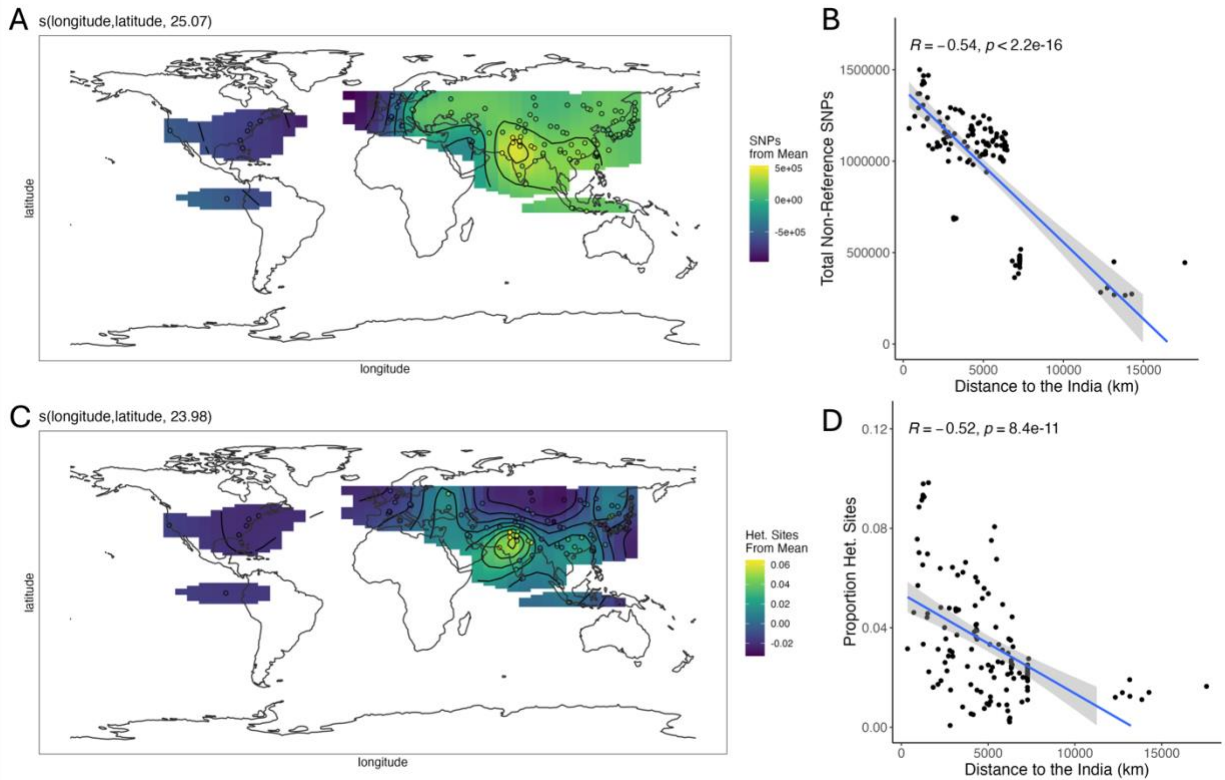 A
s(longitude,latitude, 25.07)
latitude
longitude
SNPs
from Mean
5e+05
0e+00
-5e+05
B
R = −0.54, p < 2.2e-16
Total Non-Reference SNPs
1500000
1000000
500000
0
0 5000 10000 15000
Distance to the India (km)
C
s(longitude,latitude, 23.98)
latitude
longitude
Het. Sites
From Mean
0.06
0.04
0.02
0.00
-0.02
D
R = −0.52, p = 8.4e-11
Proportion Het. Sites
0.12
0.08
0.04
0.00
0 5000 10000 15000
Distance to the India (km)